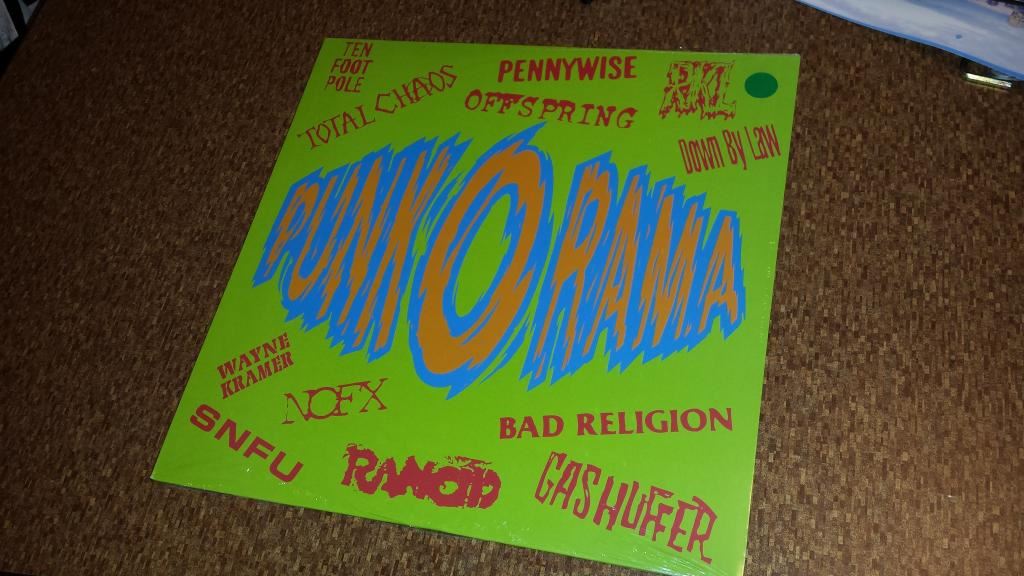 TEN
FOOT
POLE
TOTAL CHAOS
PENNYWISE
OFFSPRING
RKL
DOWN BY LAW
PUNK O RAMA
WAYNE
KRAMER
NOFX
SNFU
RANCID
BAD RELIGION
GASHUFFER